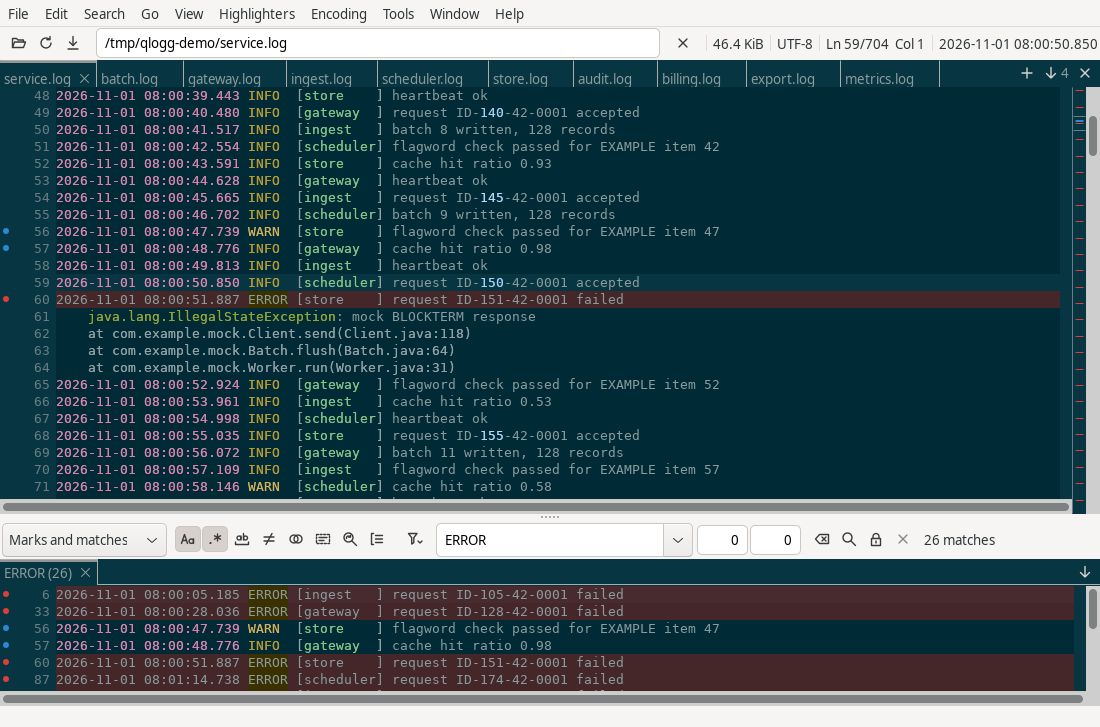 File Edit Search Go View Highlighters Encoding Tools Window Help
/tmp/qlogg-demo/service.log 46.4 KiB UTF-8 Ln 59/704 Col 1 2026-11-01 08:00:50.850
service.log batch.log gateway.log ingest.log scheduler.log store.log audit.log billing.log export.log metrics.log 4
48 2026-11-01 08:00:39.443 INFO [store ] heartbeat ok
49 2026-11-01 08:00:40.480 INFO [gateway ] request ID-140-42-0001 accepted
50 2026-11-01 08:00:41.517 INFO [ingest ] batch 8 written, 128 records
51 2026-11-01 08:00:42.554 INFO [scheduler] flagword check passed for EXAMPLE item 42
52 2026-11-01 08:00:43.591 INFO [store ] cache hit ratio 0.93
53 2026-11-01 08:00:44.628 INFO [gateway ] heartbeat ok
54 2026-11-01 08:00:45.665 INFO [ingest ] request ID-145-42-0001 accepted
55 2026-11-01 08:00:46.702 INFO [scheduler] batch 9 written, 128 records
56 2026-11-01 08:00:47.739 WARN [store ] flagword check passed for EXAMPLE item 47
57 2026-11-01 08:00:48.776 INFO [gateway ] cache hit ratio 0.98
58 2026-11-01 08:00:49.813 INFO [ingest ] heartbeat ok
59 2026-11-01 08:00:50.850 INFO [scheduler] request ID-150-42-0001 accepted
60 2026-11-01 08:00:51.887 ERROR [store ] request ID-151-42-0001 failed
61 java.lang.IllegalStateException: mock BLOCKTERM response
62 at com.example.mock.Client.send(Client.java:118)
63 at com.example.mock.Batch.flush(Batch.java:64)
64 at com.example.mock.Worker.run(Worker.java:31)
65 2026-11-01 08:00:52.924 INFO [gateway ] flagword check passed for EXAMPLE item 52
66 2026-11-01 08:00:53.961 INFO [ingest ] cache hit ratio 0.53
67 2026-11-01 08:00:54.998 INFO [scheduler] heartbeat ok
68 2026-11-01 08:00:55.035 INFO [store ] request ID-155-42-0001 accepted
69 2026-11-01 08:00:56.072 INFO [gateway ] batch 11 written, 128 records
70 2026-11-01 08:00:57.109 INFO [ingest ] flagword check passed for EXAMPLE item 57
71 2026-11-01 08:00:58.146 WARN [scheduler] cache hit ratio 0.58
Marks and matches Aa .* ab ERROR 0 0 26 matches
ERROR (26)
6 2026-11-01 08:00:05.185 ERROR [ingest ] request ID-105-42-0001 failed
33 2026-11-01 08:00:28.036 ERROR [gateway ] request ID-128-42-0001 failed
56 2026-11-01 08:00:47.739 WARN [store ] flagword check passed for EXAMPLE item 47
57 2026-11-01 08:00:48.776 INFO [gateway ] cache hit ratio 0.98
60 2026-11-01 08:00:51.887 ERROR [store ] request ID-151-42-0001 failed
87 2026-11-01 08:01:14.738 ERROR [scheduler] request ID-174-42-0001 failed